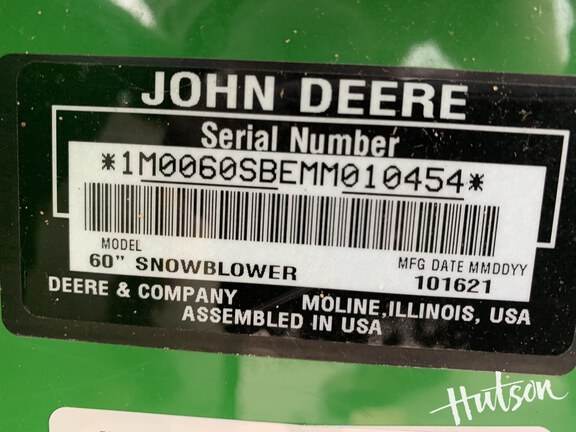 JOHN DEERE
Serial Number
*1M0060SBEMM010454*
MODEL
60" SNOWBLOWER
MFG DATE MMDDYY
101621
DEERE & COMPANY MOLINE, ILLINOIS, USA
ASSEMBLED IN USA
Hutson